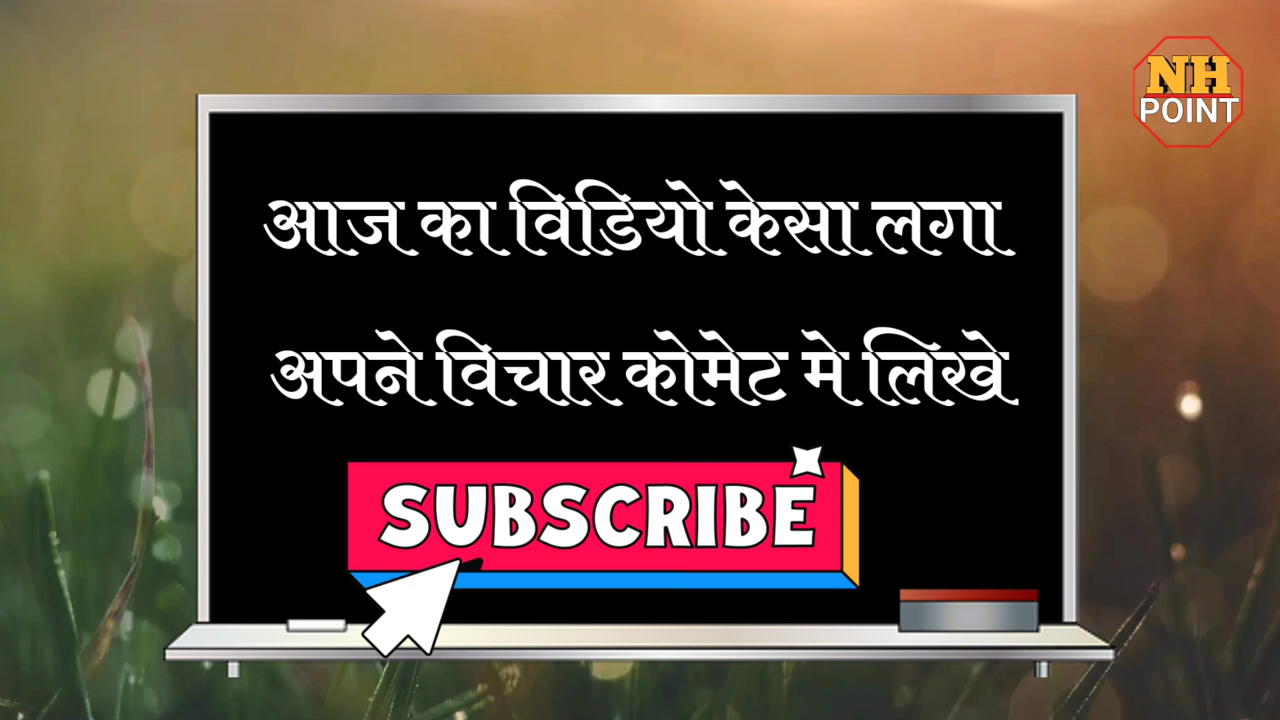 NH
POINT
आज का विडियो केसा लगा
अपने विचार कोमेट मे लिखे
SUBSCRIBE